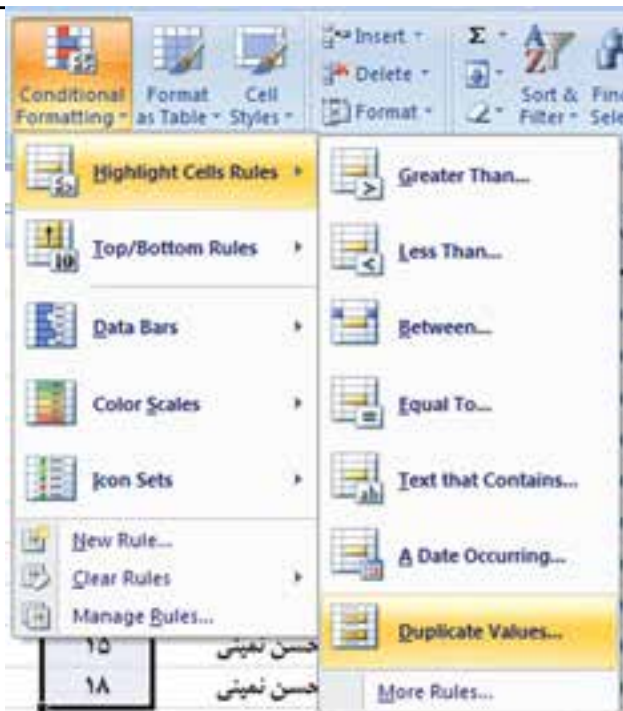 Insert
Delete
Format
Σ
A
Z
Conditional Formatting
Format as Table
Cell Styles
Sort & Filter
Highlight Cells Rules
Top/Bottom Rules
10
Data Bars
Color Scales
Icon Sets
New Rule...
Clear Rules
Manage Rules...
Greater Than...
Less Than...
Between...
Equal To...
Text that Contains...
ab
A Date Occurring...
Duplicate Values...
More Rules...
۱۵
۱۸